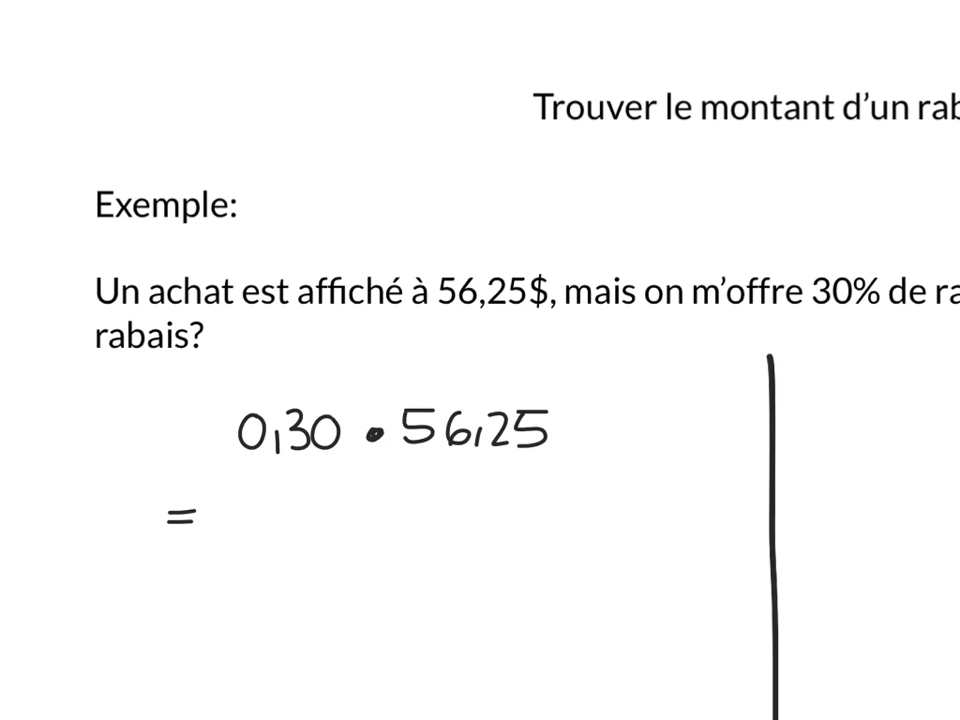 Trouver le montant d'un rab
Exemple:
Un achat est affiché à 56,25$, mais on m'offre 30% de ra
rabais?
0,30 • 56,25
=